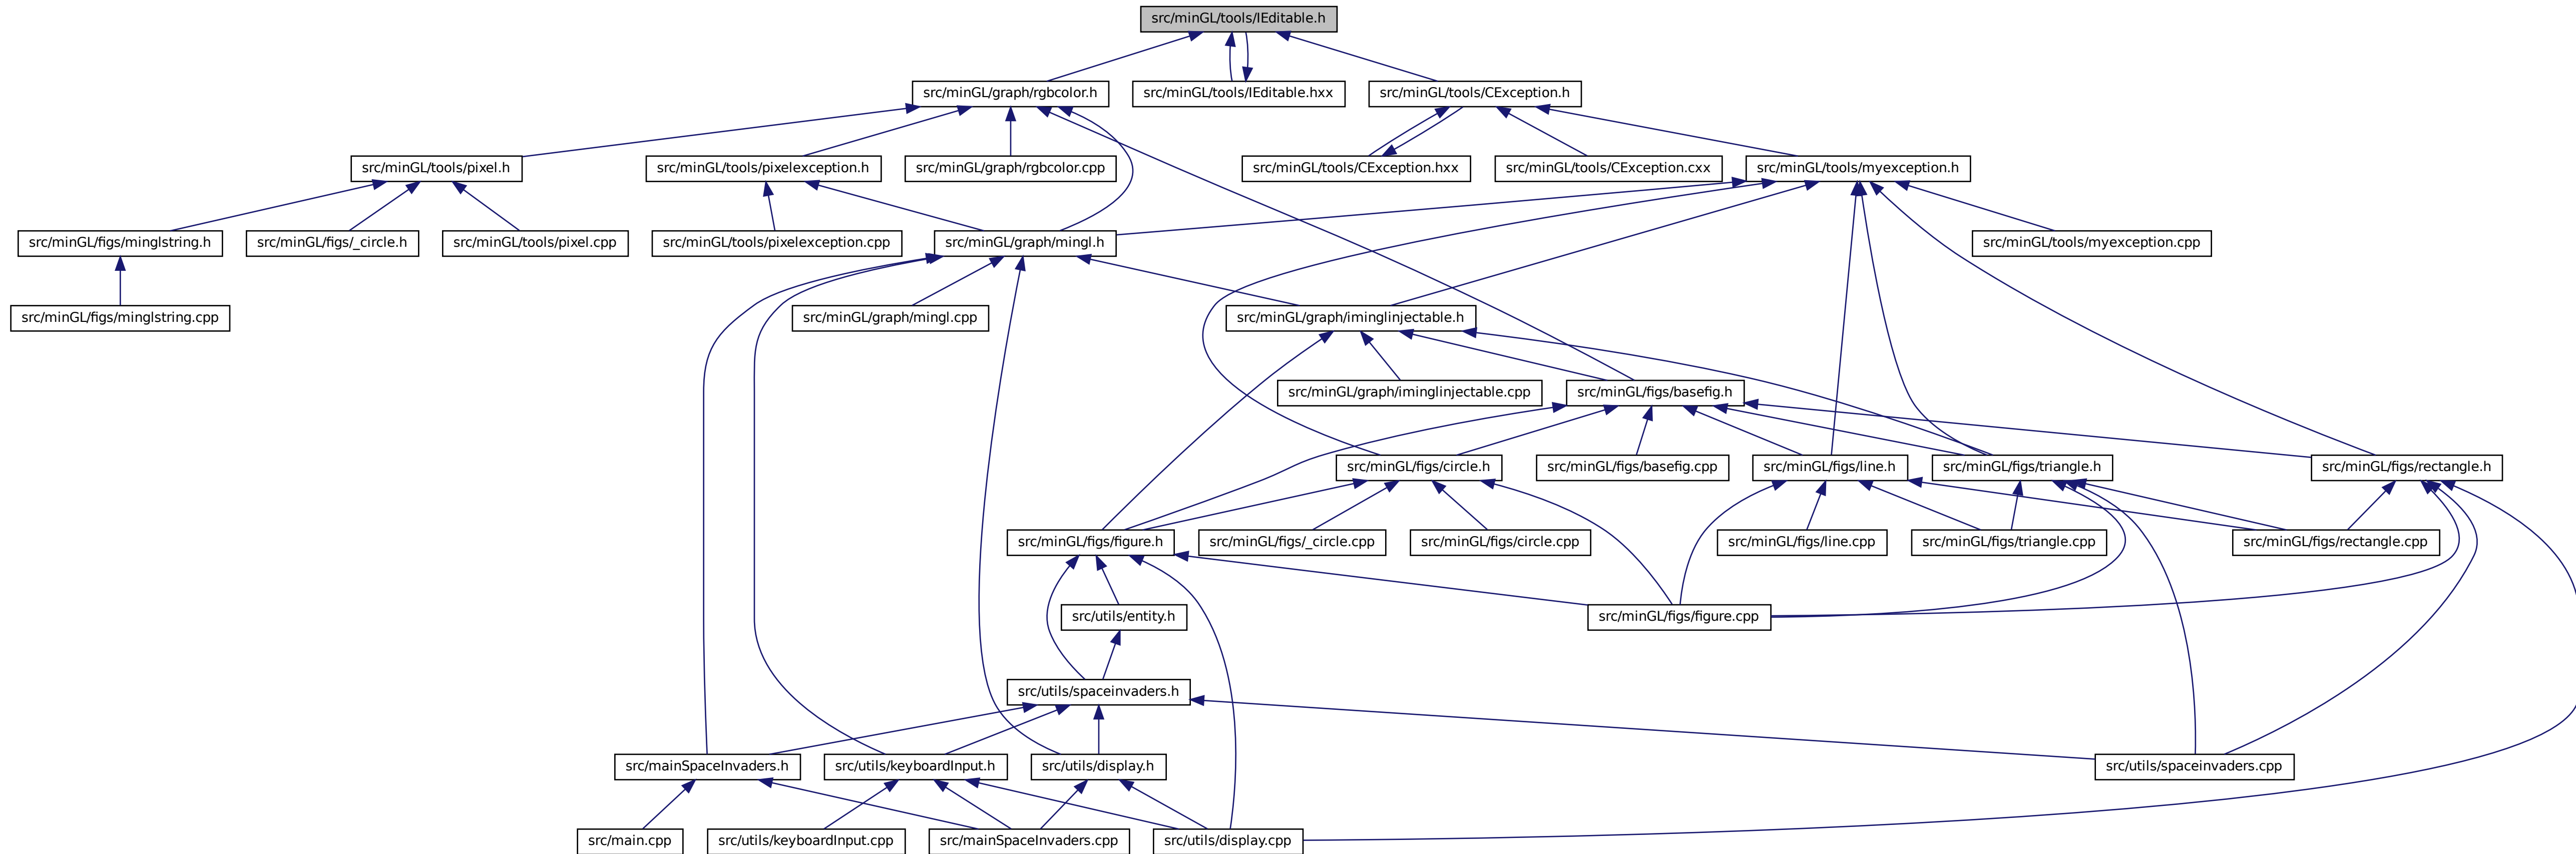 src/minGL/tools/IEditable.h
src/minGL/graph/rgbcolor.h
src/minGL/tools/IEditable.hxx
src/minGL/tools/CException.h
src/minGL/tools/pixel.h
src/minGL/tools/pixelexception.h
src/minGL/graph/rgbcolor.cpp
src/minGL/tools/CException.hxx
src/minGL/tools/CException.cxx
src/minGL/tools/myexception.h
src/minGL/figs/minglstring.h
src/minGL/figs/_circle.h
src/minGL/tools/pixel.cpp
src/minGL/tools/pixelexception.cpp
src/minGL/graph/mingl.h
src/minGL/tools/myexception.cpp
src/minGL/figs/minglstring.cpp
src/minGL/graph/mingl.cpp
src/minGL/graph/iminglinjectable.h
src/minGL/graph/iminglinjectable.cpp
src/minGL/figs/basefig.h
src/minGL/figs/circle.h
src/minGL/figs/basefig.cpp
src/minGL/figs/line.h
src/minGL/figs/triangle.h
src/minGL/figs/rectangle.h
src/minGL/figs/figure.h
src/minGL/figs/_circle.cpp
src/minGL/figs/circle.cpp
src/minGL/figs/line.cpp
src/minGL/figs/triangle.cpp
src/minGL/figs/rectangle.cpp
src/utils/entity.h
src/minGL/figs/figure.cpp
src/utils/spaceinvaders.h
src/mainSpaceInvaders.h
src/utils/keyboardInput.h
src/utils/display.h
src/utils/spaceinvaders.cpp
src/main.cpp
src/utils/keyboardInput.cpp
src/mainSpaceInvaders.cpp
src/utils/display.cpp